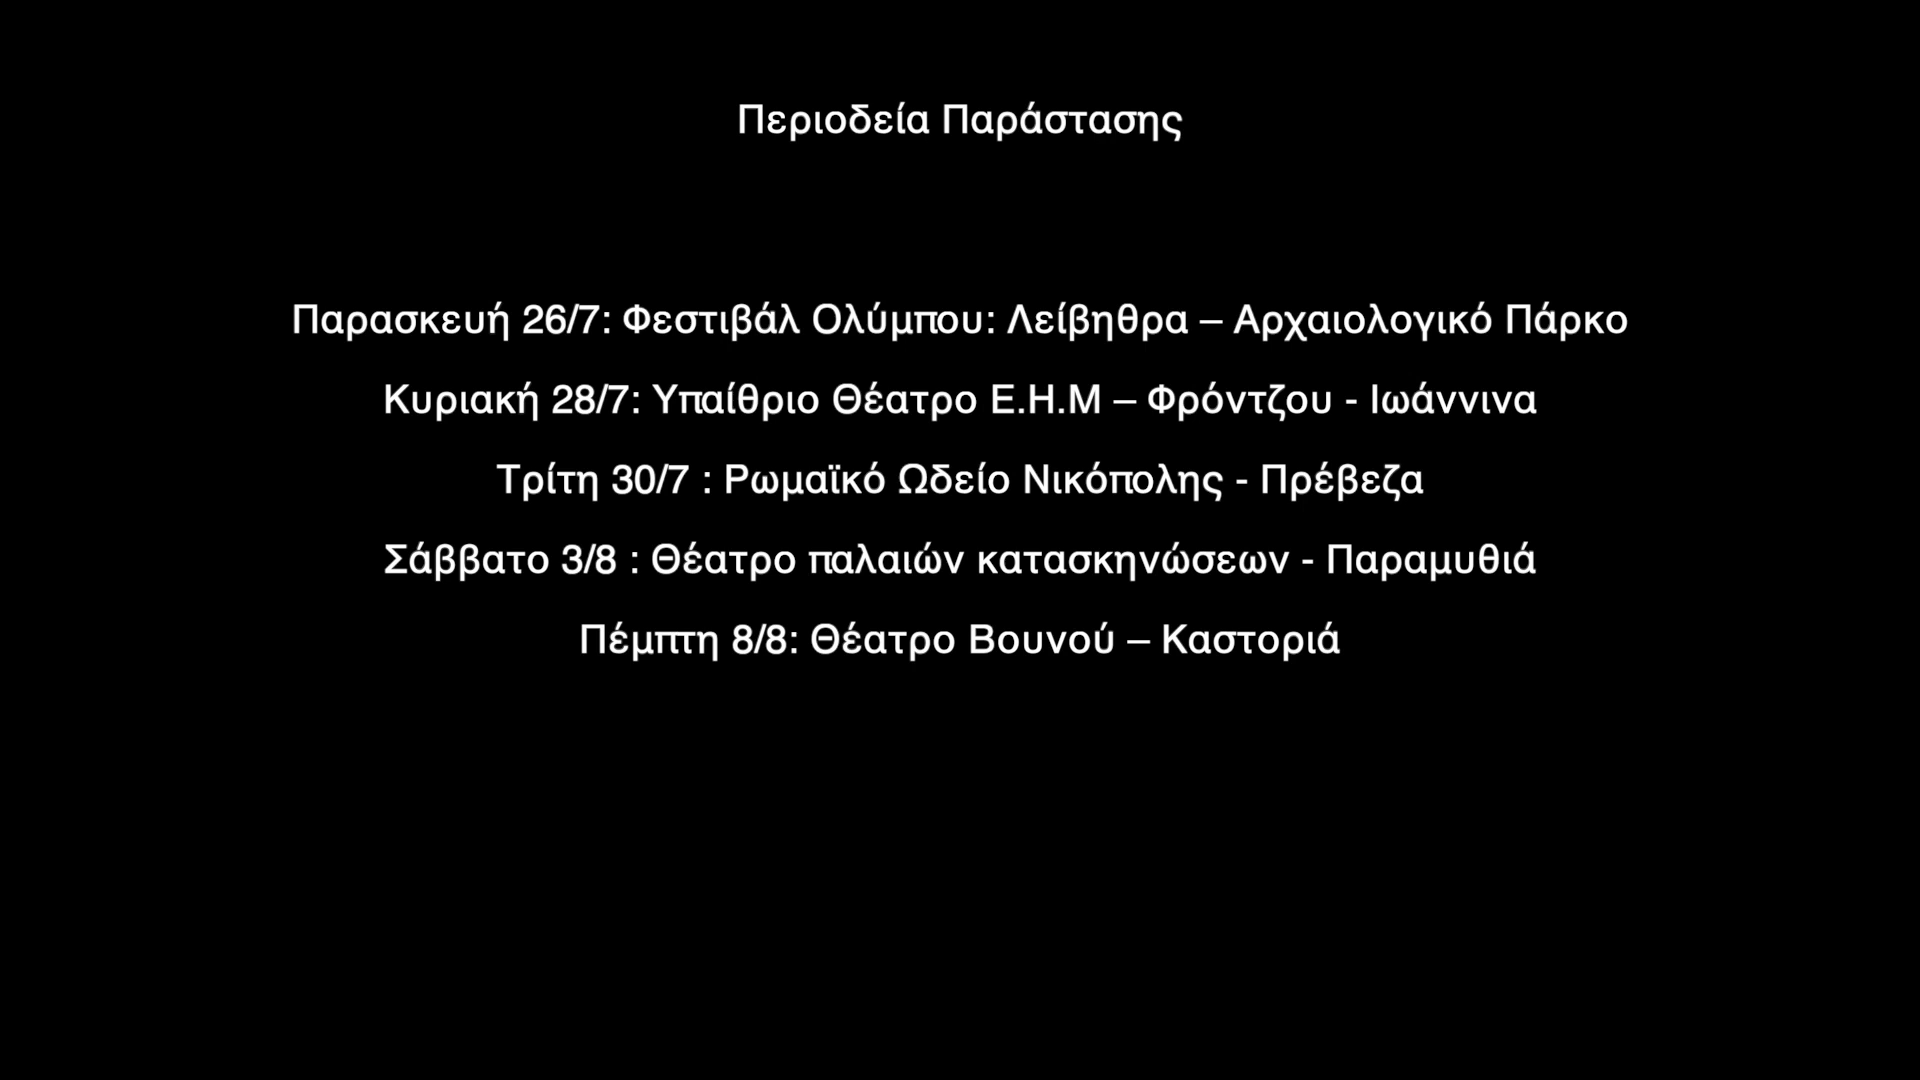 Περιοδεία Παράστασης
Παρασκευή 26/7: Φεστιβάλ Ολύμπου: Λείβηθρα – Αρχαιολογικό Πάρκο
Κυριακή 28/7: Υπαίθριο Θέατρο Ε.Η.Μ – Φρόντζου - Ιωάννινα
Τρίτη 30/7 : Ρωμαϊκό Ωδείο Νικόπολης - Πρέβεζα
Σάββατο 3/8 : Θέατρο παλαιών κατασκηνώσεων - Παραμυθιά
Πέμπτη 8/8: Θέατρο Βουνού – Καστοριά